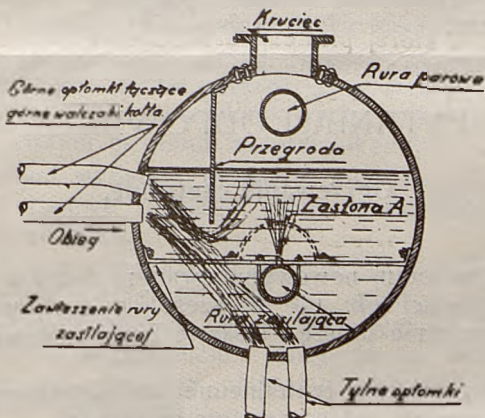 Króciec
Górne opłomki łączące
górne walczaki kotła
Rura parowa
Przegroda
Zasłona A
Obieg
Zawieszenie rury
zasilającej
Rura zasilająca
Tylne opłomki